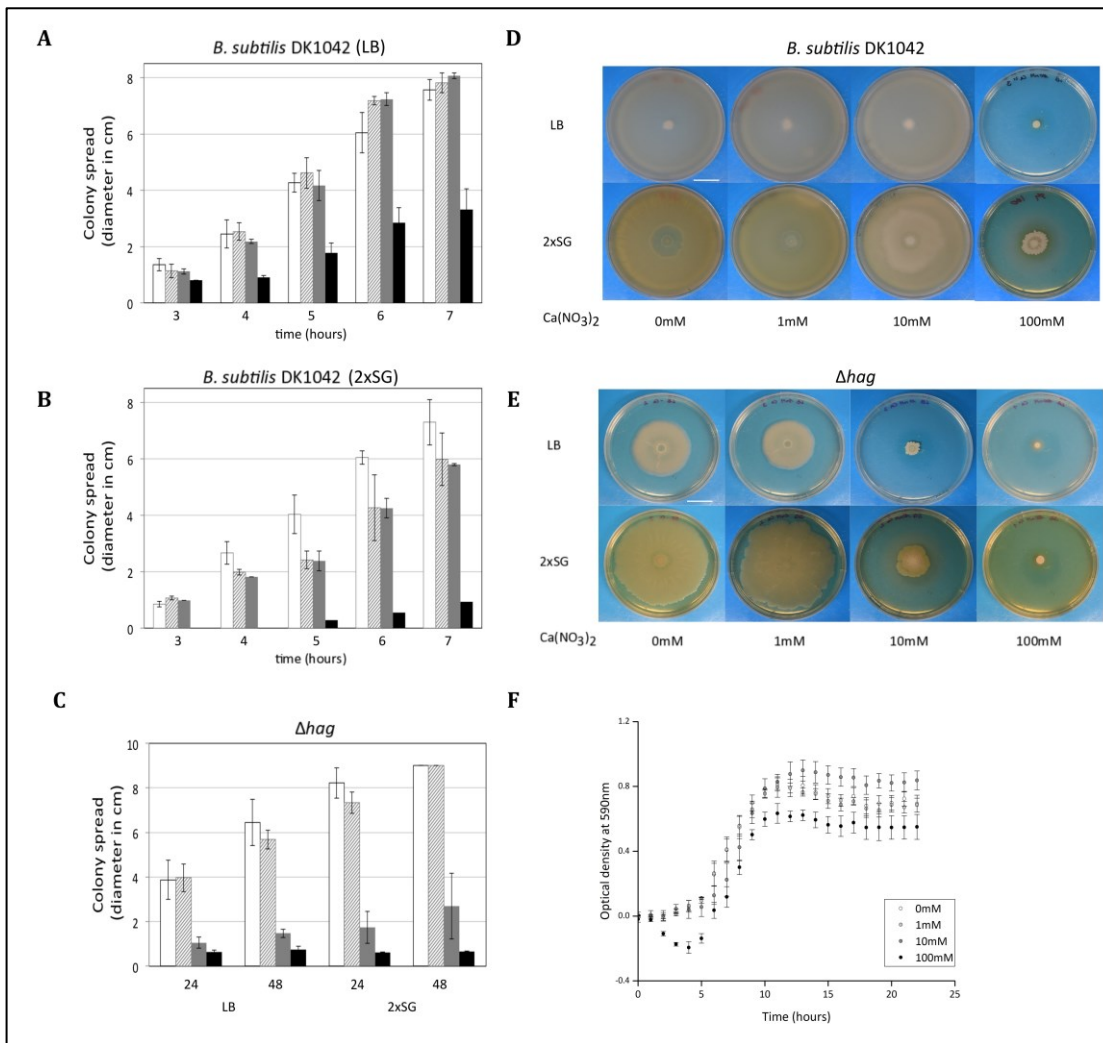 A
B. subtilis DK1042 (LB)
Colony spread
(diameter in cm)
8
6
4
2
0
3 4 5 6 7
time (hours)
B
B. subtilis DK1042 (2xSG)
Colony spread
(diameter in cm)
8
6
4
2
0
3 4 5 6 7
time (hours)
C
Δhag
Colony spread
(diameter in cm)
10
8
6
4
2
0
24 48 24 48
LB 2xSG
D
B. subtilis DK1042
LB
2xSG
Ca(NO3)2 0mM 1mM 10mM 100mM
E
Δhag
LB
2xSG
Ca(NO3)2 0mM 1mM 10mM 100mM
F
Optical density at 590nm
1.2
0.8
0.4
0.0
-0.4
0 5 10 15 20 25
Time (hours)
0mM
1mM
10mM
100mM